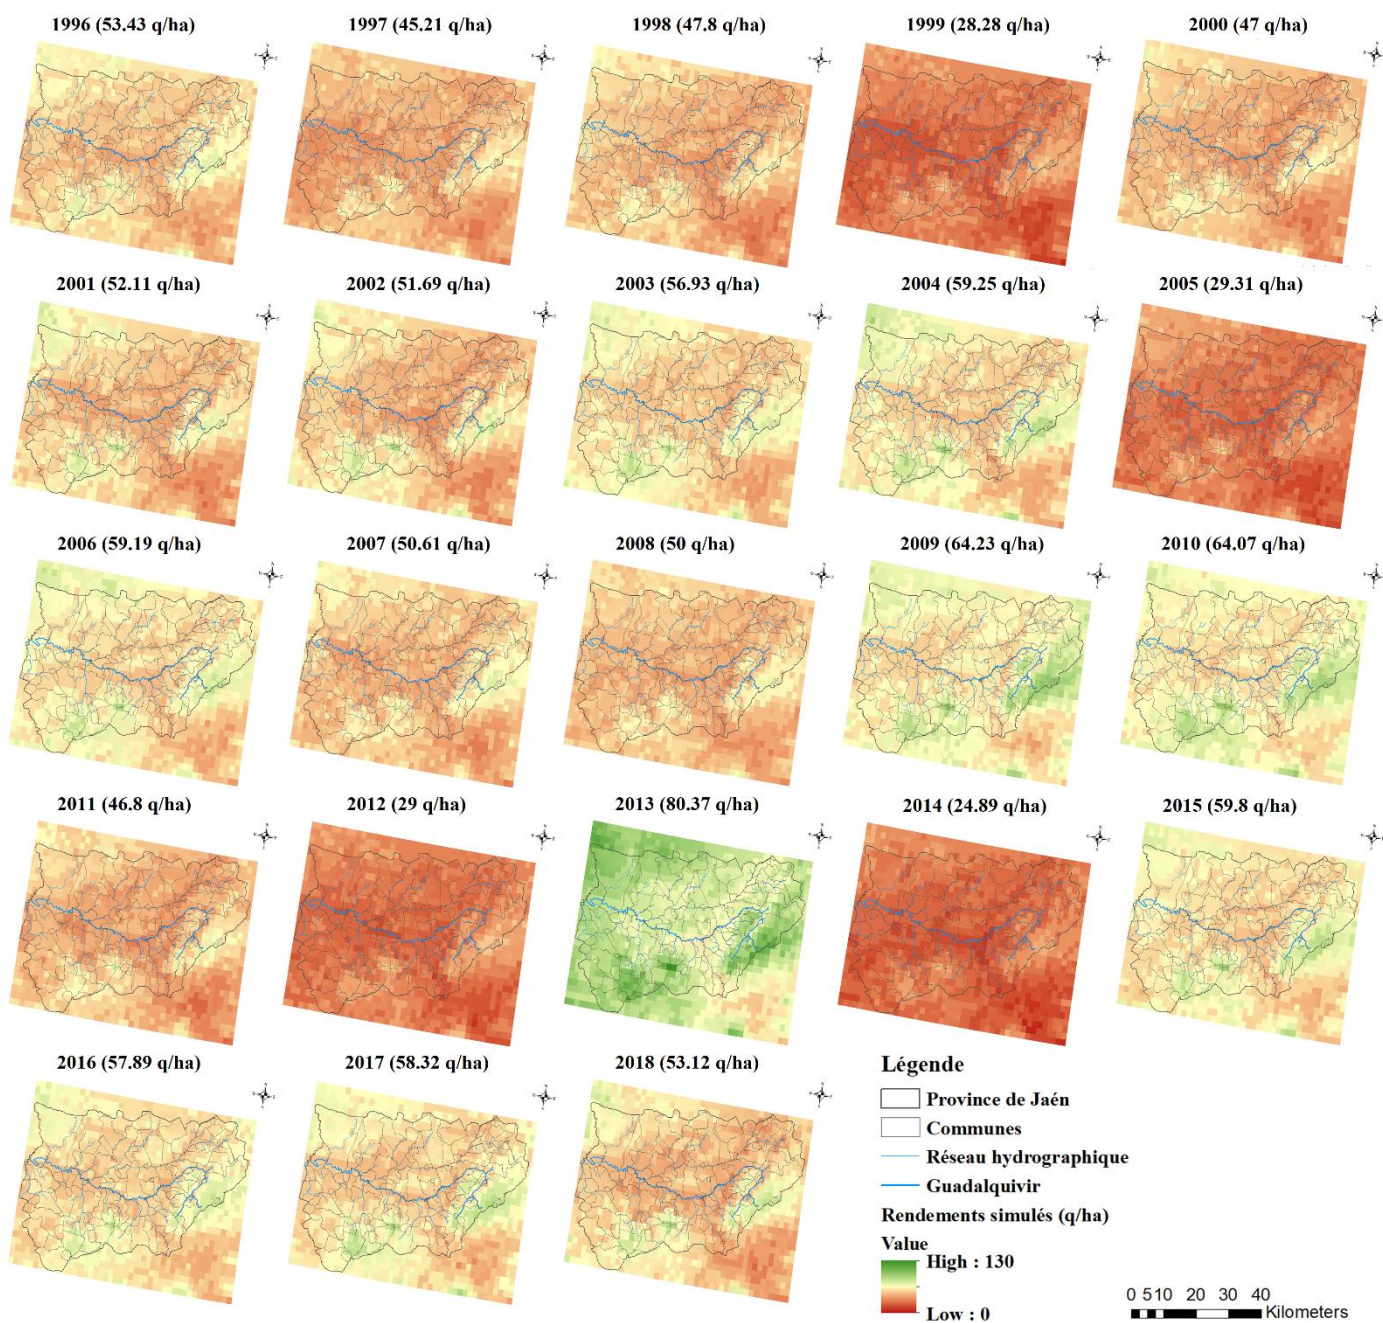 1996 (53.43 q/ha)
1997 (45.21 q/ha)
1998 (47.8 q/ha)
1999 (28.28 q/ha)
2000 (47 q/ha)
2001 (52.11 q/ha)
2002 (51.69 q/ha)
2003 (56.93 q/ha)
2004 (59.25 q/ha)
2005 (29.31 q/ha)
2006 (59.19 q/ha)
2007 (50.61 q/ha)
2008 (50 q/ha)
2009 (64.23 q/ha)
2010 (64.07 q/ha)
2011 (46.8 q/ha)
2012 (29 q/ha)
2013 (80.37 q/ha)
2014 (24.89 q/ha)
2015 (59.8 q/ha)
2016 (57.89 q/ha)
2017 (58.32 q/ha)
2018 (53.12 q/ha)
Légende
Province de Jaén
Communes
Réseau hydrographique
Guadalquivir
Rendements simulés (q/ha)
Value
High : 130
Low : 0
0 510 20 30 40
Kilometers